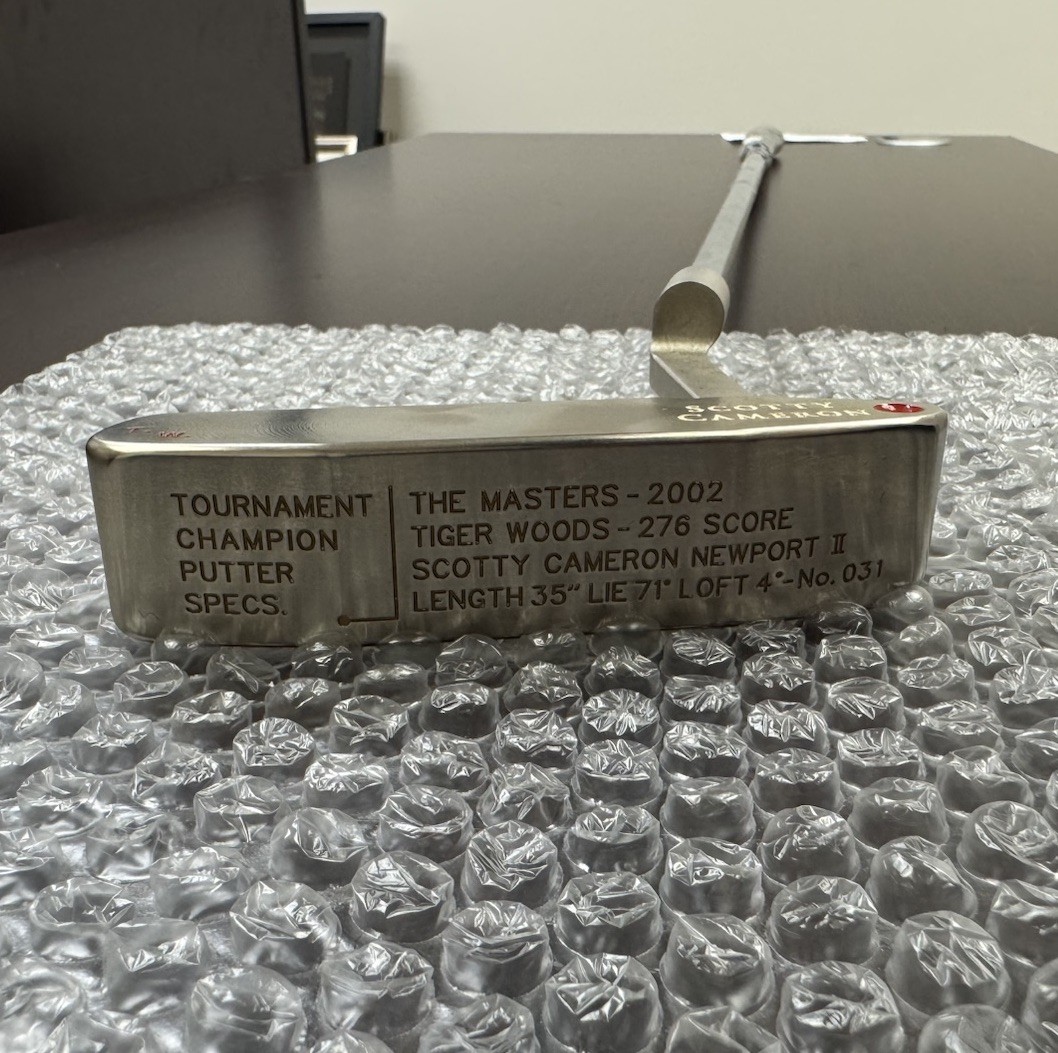 SCOTTY
CAMERON
T. W.
TOURNAMENT
CHAMPION
PUTTER
SPECS.
THE MASTERS - 2002
TIGER WOODS - 276 SCORE
SCOTTY CAMERON NEWPORT II
LENGTH 35" LIE 71° LOFT 4°-No. 031